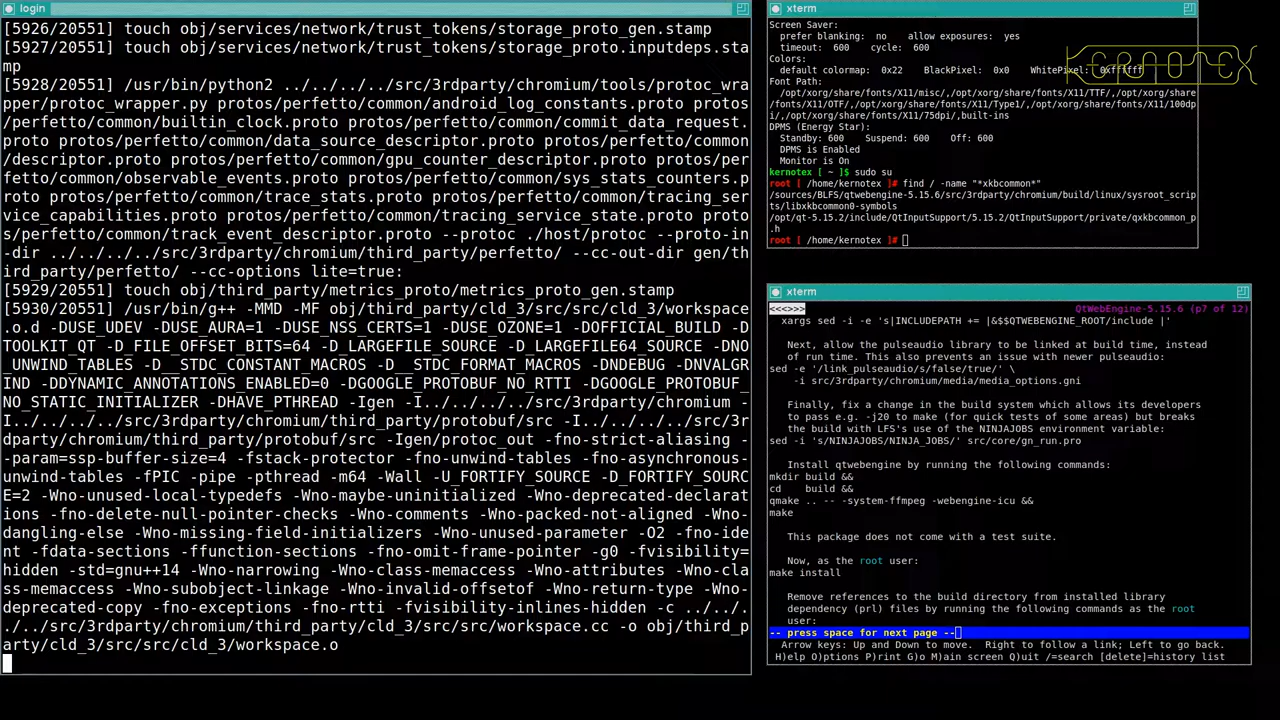 login
[5926/20551] touch obj/services/network/trust_tokens/storage_proto_gen.stamp
[5927/20551] touch obj/services/network/trust_tokens/storage_proto.inputdeps.sta
mp
[5928/20551] /usr/bin/python2 ../../../../src/3rdparty/chromium/tools/protoc_wra
pper/protoc_wrapper.py protos/perfetto/common/android_log_constants.proto protos
/perfetto/common/builtin_clock.proto protos/perfetto/common/commit_data_request.
proto protos/perfetto/common/data_source_descriptor.proto protos/perfetto/common
/descriptor.proto protos/perfetto/common/gpu_counter_descriptor.proto protos/per
fetto/common/observable_events.proto protos/perfetto/common/sys_stats_counters.p
roto protos/perfetto/common/trace_stats.proto protos/perfetto/common/tracing_ser
vice_capabilities.proto protos/perfetto/common/tracing_service_state.proto proto
s/perfetto/common/track_event_descriptor.proto --protoc ./host/protoc --proto-in
-dir ../../../../src/3rdparty/chromium/third_party/perfetto/ --cc-out-dir gen/th
ird_party/perfetto/ --cc-options lite=true:
[5929/20551] touch obj/third_party/metrics_proto/metrics_proto_gen.stamp
[5930/20551] /usr/bin/g++ -MMD -MF obj/third_party/cld_3/src/src/cld_3/workspace
.o.d -DUSE_UDEV -DUSE_AURA=1 -DUSE_NSS_CERTS=1 -DUSE_OZONE=1 -DOFFICIAL_BUILD -D
TOOLKIT_QT -D_FILE_OFFSET_BITS=64 -D_LARGEFILE_SOURCE -D_LARGEFILE64_SOURCE -DNO
_UNWIND_TABLES -D__STDC_CONSTANT_MACROS -D__STDC_FORMAT_MACROS -DNDEBUG -DNVALGR
IND -DDYNAMIC_ANNOTATIONS_ENABLED=0 -DGOOGLE_PROTOBUF_NO_RTTI -DGOOGLE_PROTOBUF_
NO_STATIC_INITIALIZER -DHAVE_PTHREAD -Igen -I../../../../src/3rdparty/chromium -
I../../../../src/3rdparty/chromium/third_party/protobuf/src -I../../../../src/3r
dparty/chromium/third_party/protobuf/src -Igen/protoc_out -fno-strict-aliasing -
-param=ssp-buffer-size=4 -fstack-protector -fno-unwind-tables -fno-asynchronous-
unwind-tables -fPIC -pipe -pthread -m64 -Wall -U_FORTIFY_SOURCE -D_FORTIFY_SOURC
E=2 -Wno-unused-local-typedefs -Wno-maybe-uninitialized -Wno-deprecated-declarat
ions -fno-delete-null-pointer-checks -Wno-comments -Wno-packed-not-aligned -Wno-
dangling-else -Wno-missing-field-initializers -Wno-unused-parameter -O2 -fno-ide
nt -fdata-sections -ffunction-sections -fno-omit-frame-pointer -g0 -fvisibility=
hidden -std=gnu++14 -Wno-narrowing -Wno-class-memaccess -Wno-attributes -Wno-cla
ss-memaccess -Wno-subobject-linkage -Wno-invalid-offsetof -Wno-return-type -Wno-
deprecated-copy -fno-exceptions -fno-rtti -fvisibility-inlines-hidden -c ../../.
./../src/3rdparty/chromium/third_party/cld_3/src/src/workspace.cc -o obj/third_p
arty/cld_3/src/src/cld_3/workspace.o
xterm
Screen Saver:
prefer blanking:  no    allow exposures:  yes
timeout:  600    cycle:  600
Colors:
default colormap:  0x22    BlackPixel:  0x0    WhitePixel:  0xffffff
KERNOTEX
Font Path:
/opt/xorg/share/fonts/X11/misc/,/opt/xorg/share/fonts/X11/TTF/,/opt/xorg/share
/fonts/X11/OTF/,/opt/xorg/share/fonts/X11/Type1/,/opt/xorg/share/fonts/X11/100dp
i/,/opt/xorg/share/fonts/X11/75dpi/,built-ins
DPMS (Energy Star):
Standby: 600    Suspend: 600    Off: 600
DPMS is Enabled
Monitor is On
kernotex [ ~ ]$ sudo su
root [ /home/kernotex ]# find / -name "*xkbcommon*"
/sources/BLFS/qtwebengine-5.15.6/src/3rdparty/chromium/build/linux/sysroot_scrip
ts/libxkbcommon0-symbols
/opt/qt-5.15.2/include/QtInputSupport/5.15.2/QtInputSupport/private/qxkbcommon_p
.h
root [ /home/kernotex ]#
xterm
<<<>>>    QtWebEngine-5.15.6 (p7 of 12)
xargs sed -i -e 's|INCLUDEPATH += |&$$QTWEBENGINE_ROOT/include |'
Next, allow the pulseaudio library to be linked at build time, instead
of run time. This also prevents an issue with newer pulseaudio:
sed -e '/link_pulseaudio/s/false/true/' \
-i src/3rdparty/chromium/media/media_options.gni
Finally, fix a change in the build system which allows its developers
to pass e.g. -j20 to make (for quick tests of some areas) but breaks
the build with LFS's use of the NINJAJOBS environment variable:
sed -i 's/NINJAJOBS/NINJA_JOBS/' src/core/gn_run.pro
Install qtwebengine by running the following commands:
mkdir build &&
cd    build &&
qmake .. -- -system-ffmpeg -webengine-icu &&
make
This package does not come with a test suite.
Now, as the root user:
make install
Remove references to the build directory from installed library
dependency (prl) files by running the following commands as the root
user:
-- press space for next page --
Arrow keys: Up and Down to move.  Right to follow a link; Left to go back.
H)elp O)ptions P)rint G)o M)ain screen Q)uit /=search [delete]=history list